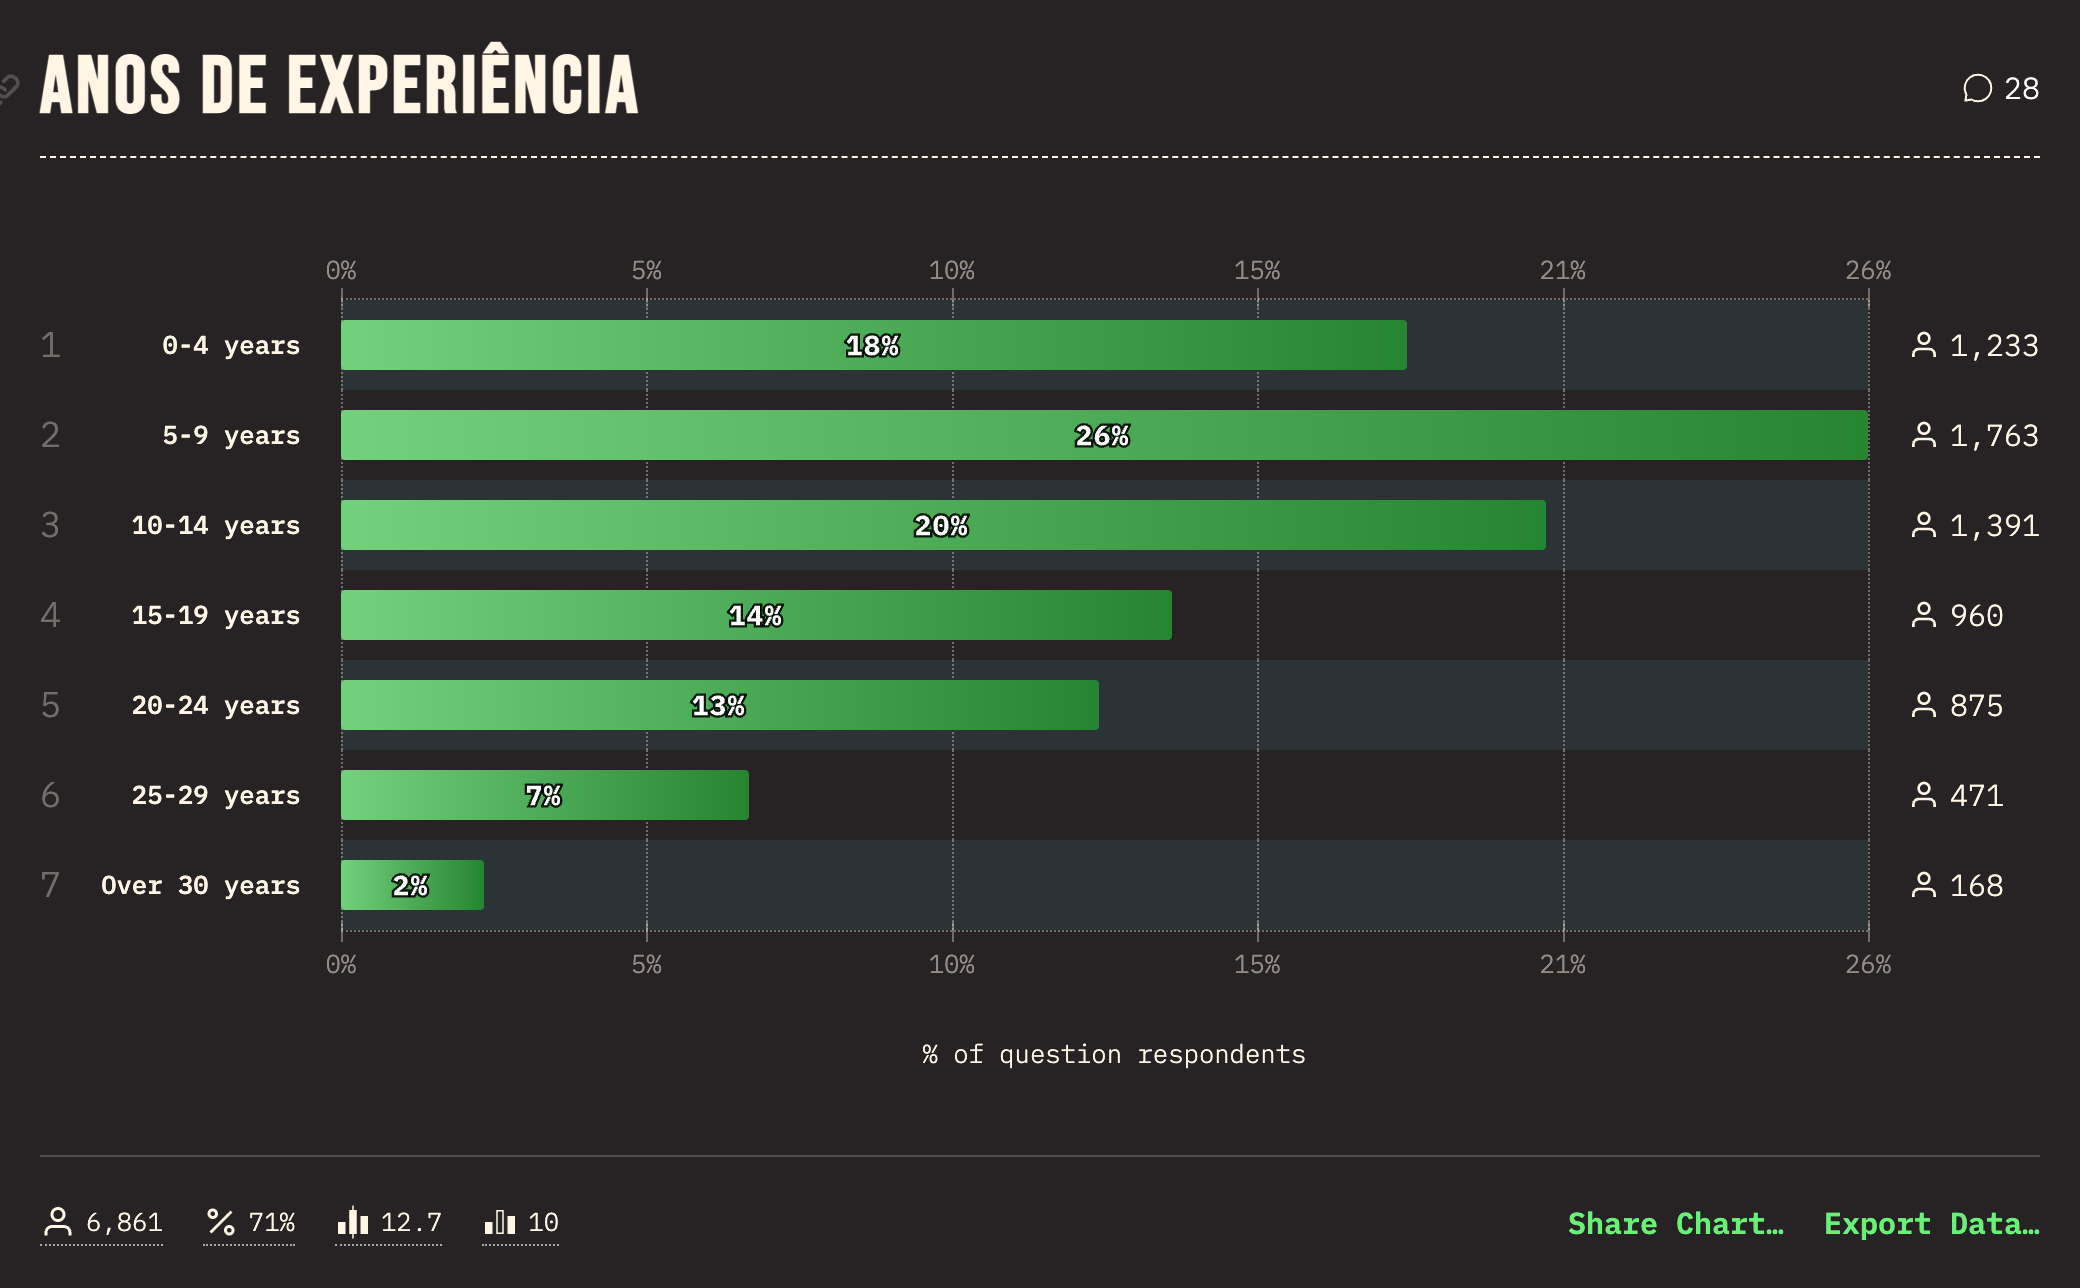 ANOS DE EXPERIÊNCIA
28
0% 5% 10% 15% 21% 26%
1 0-4 years 18% 1,233
2 5-9 years 26% 1,763
3 10-14 years 20% 1,391
4 15-19 years 14% 960
5 20-24 years 13% 875
6 25-29 years 7% 471
7 Over 30 years 2% 168
0% 5% 10% 15% 21% 26%
% of question respondents
6,861 71% 12.7 10 Share Chart… Export Data…